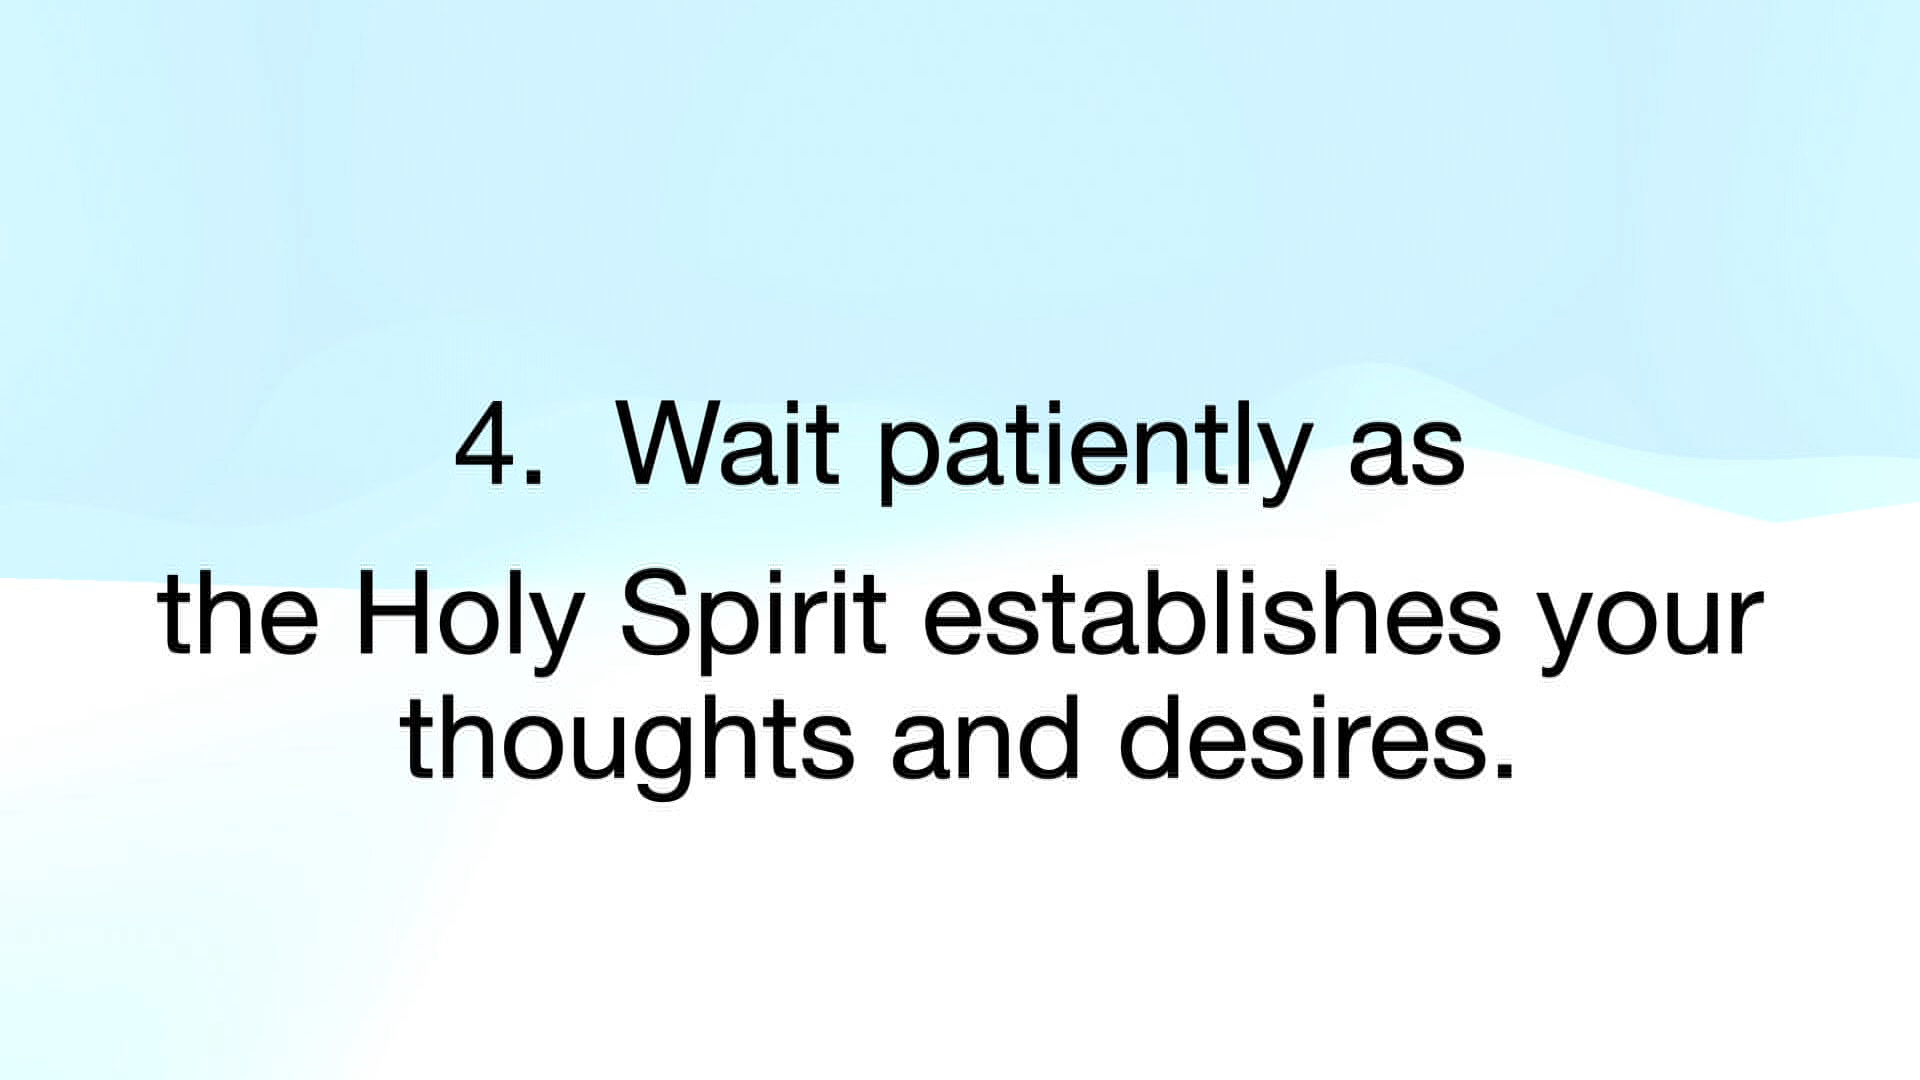 4.  Wait patiently as
the Holy Spirit establishes your
thoughts and desires.